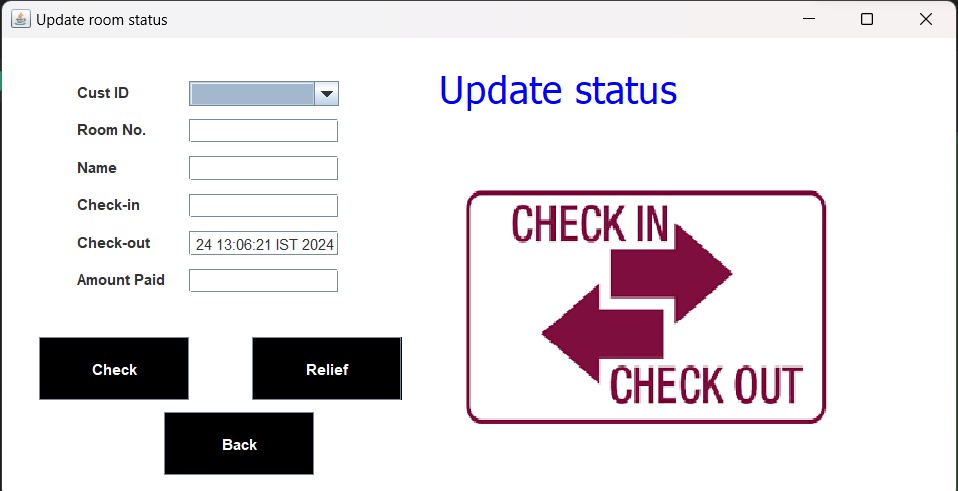 Update room status
Update status
Cust ID
Room No.
Name
Check-in
Check-out 24 13:06:21 IST 2024
Amount Paid
Check
Relief
Back
CHECK IN
CHECK OUT